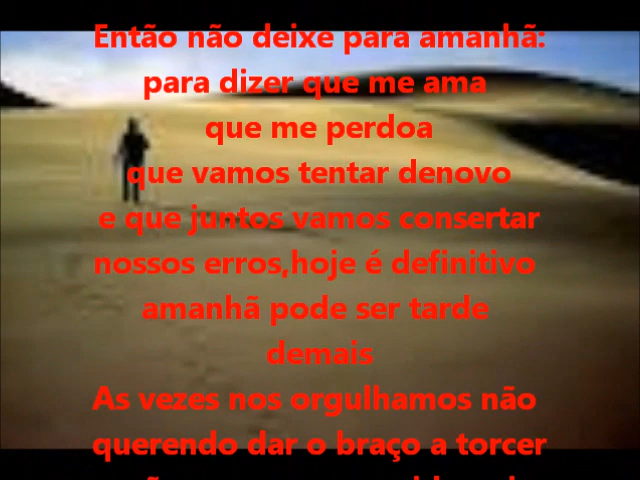 Então não deixe para amanhã:
para dizer que me ama
que me perdoa
que vamos tentar denovo
e que juntos vamos consertar
nossos erros,hoje é definitivo
amanhã pode ser tarde
demais
As vezes nos orgulhamos não
querendo dar o braço a torcer